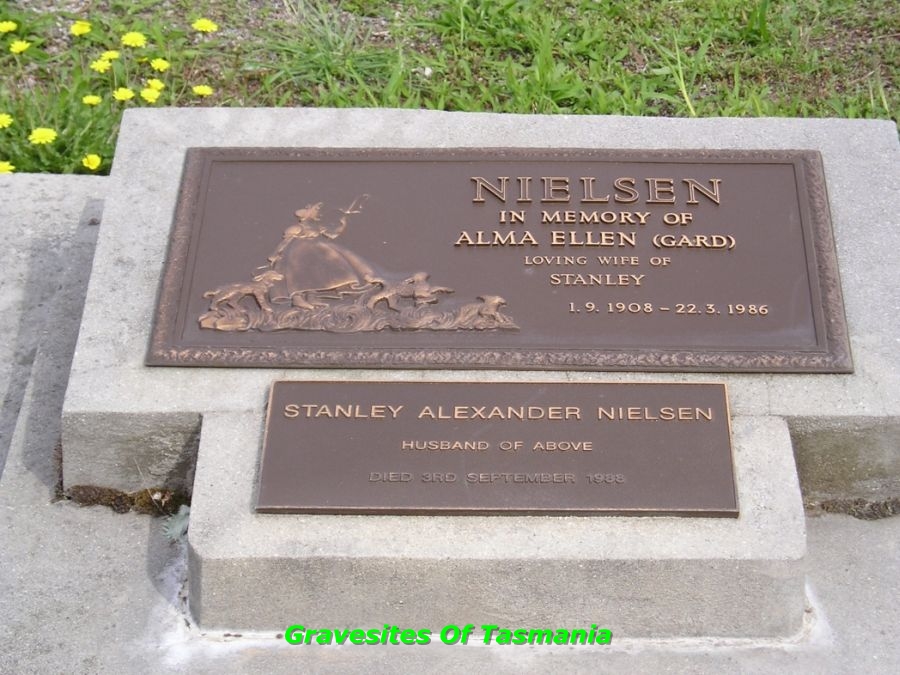 NIELSEN
IN MEMORY OF
ALMA ELLEN (GARD)
LOVING WIFE OF
STANLEY
1.9.1908 - 22.3.1986
STANLEY ALEXANDER NIELSEN
HUSBAND OF ABOVE
DIED 3RD SEPTEMBER 1988
Gravesites Of Tasmania